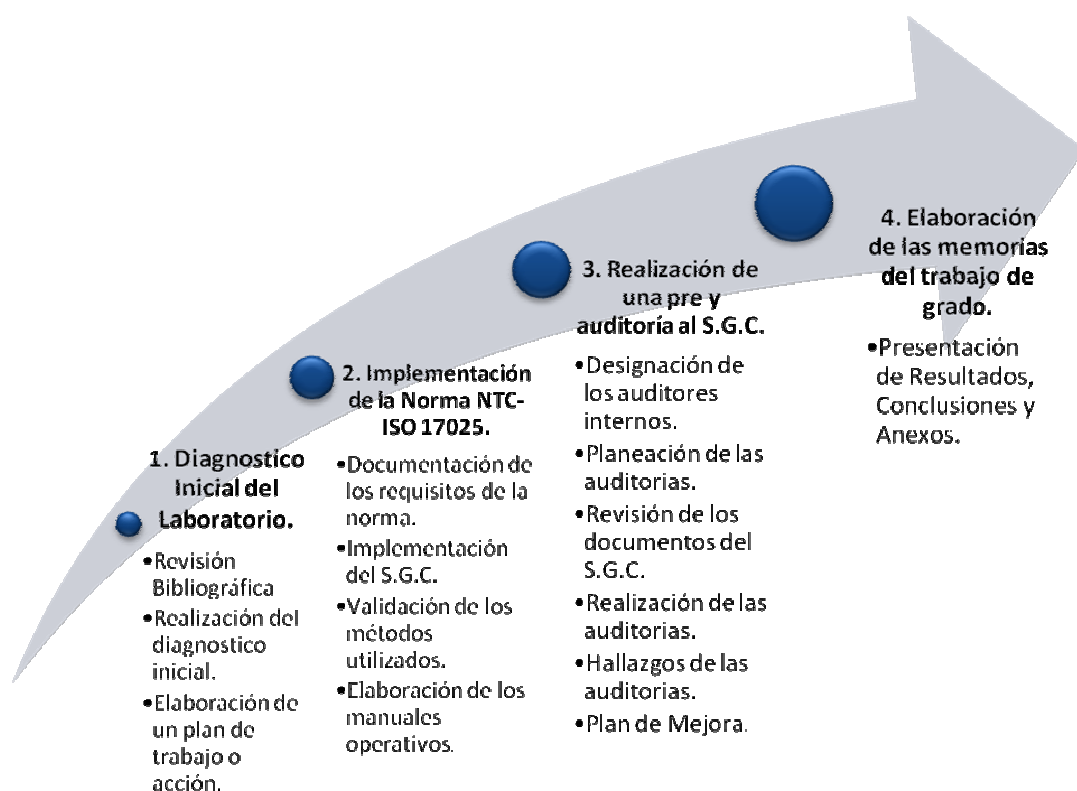 1. Diagnostico
Inicial del
Laboratorio.
•Revisión
Bibliográfica
•Realización del
diagnostico
inicial.
•Elaboración de
un plan de
trabajo o
acción.
2. Implementación
de la Norma NTC-
ISO 17025.
•Documentación de
los requisitos de la
norma.
•Implementación
del S.G.C.
•Validación de los
métodos
utilizados.
•Elaboración de los
manuales
operativos.
3. Realización de
una pre y
auditoría al S.G.C.
•Designación de
los auditores
internos.
•Planeación de las
auditorias.
•Revisión de los
documentos del
S.G.C.
•Realización de las
auditorias.
•Hallazgos de las
auditorias.
•Plan de Mejora.
4. Elaboración
de las memorias
del trabajo de
grado.
•Presentación
de Resultados,
Conclusiones y
Anexos.